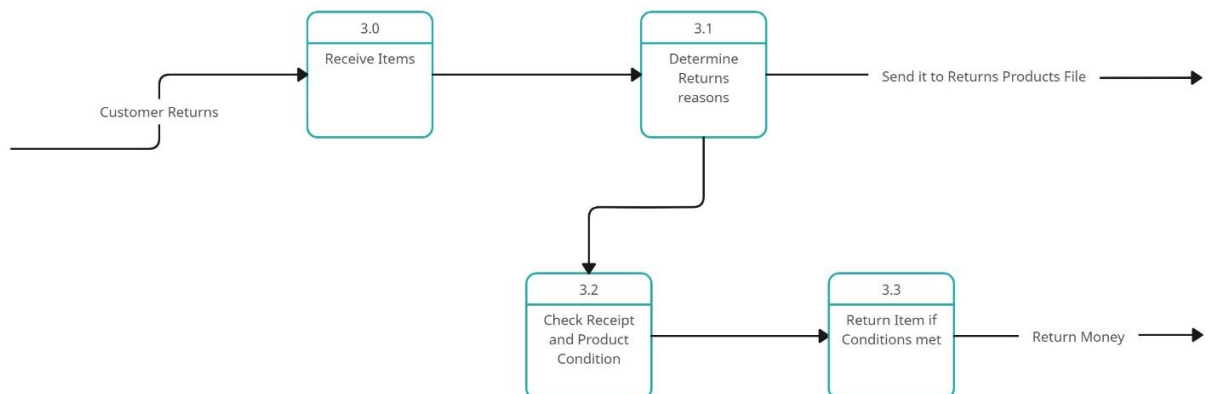 3.0
Receive Items
3.1
Determine
Returns
reasons
Send it to Returns Products File
Customer Returns
3.2
Check Receipt
and Product
Condition
3.3
Return Item if
Conditions met
Return Money